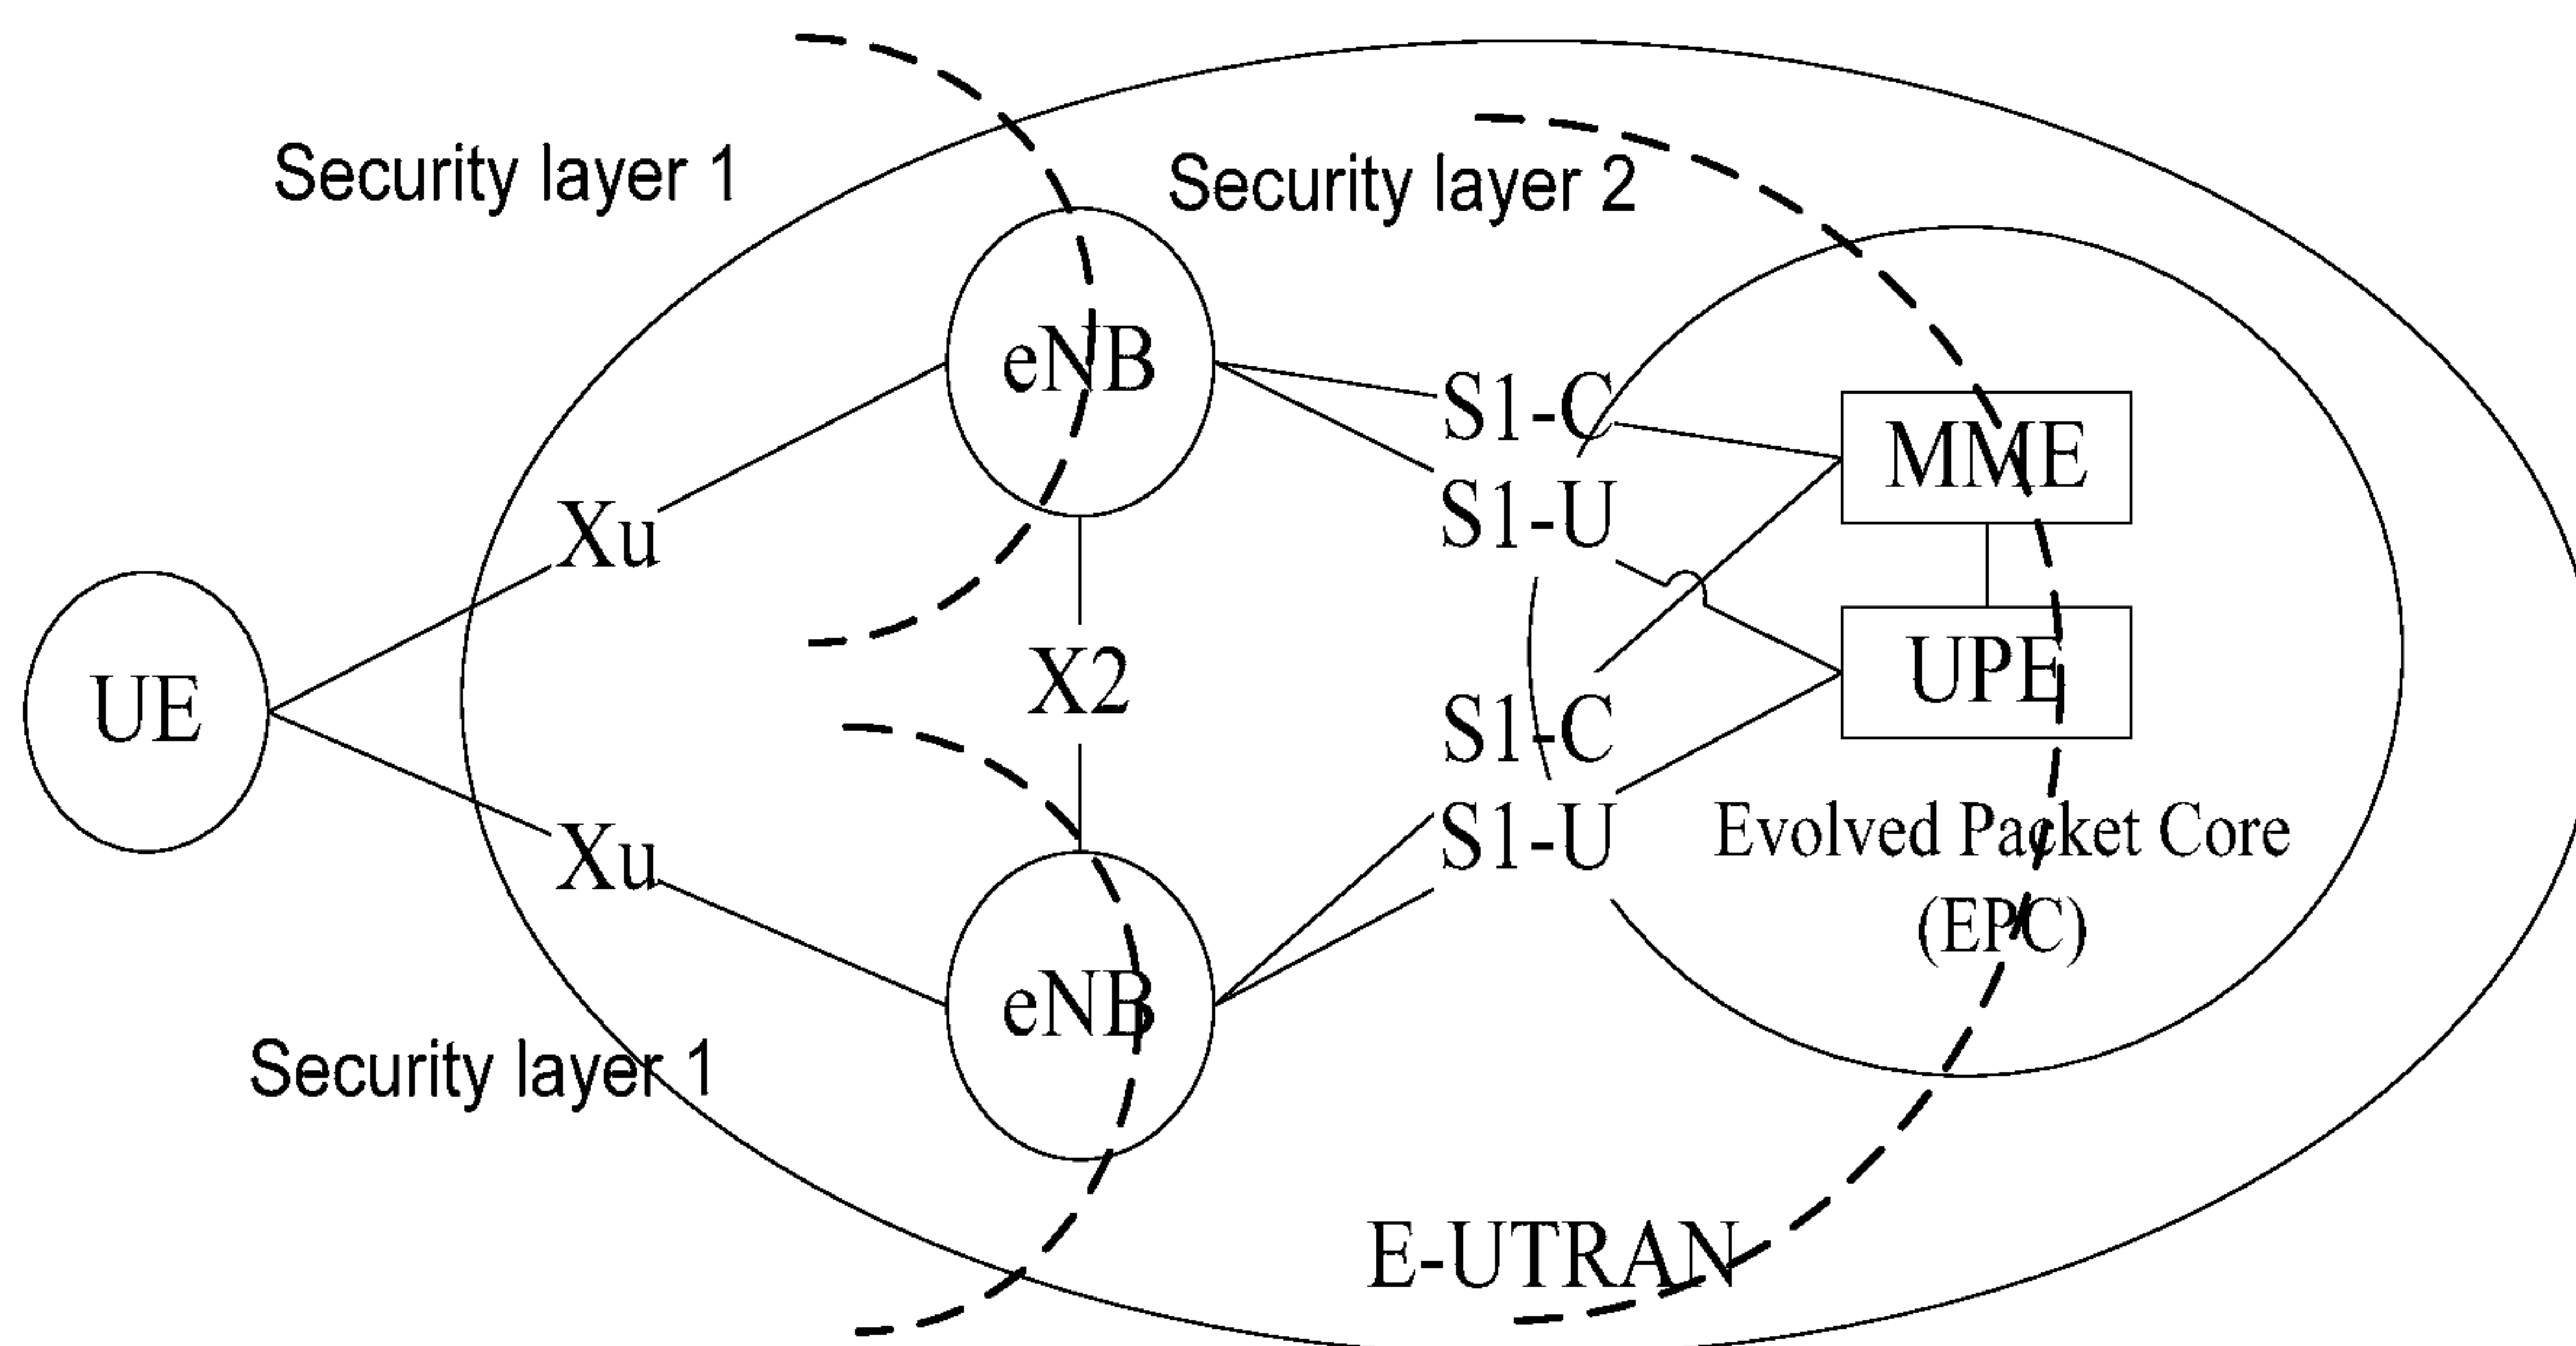 Security layer 1
Security layer 2
eNB
S1-C
MME
S1-U
Xu
UPE
X2
UE
S1-C
S1-U
Evolved Packet Core
Xu
(EPC)
eNB
Security layer 1
E-UTRAN